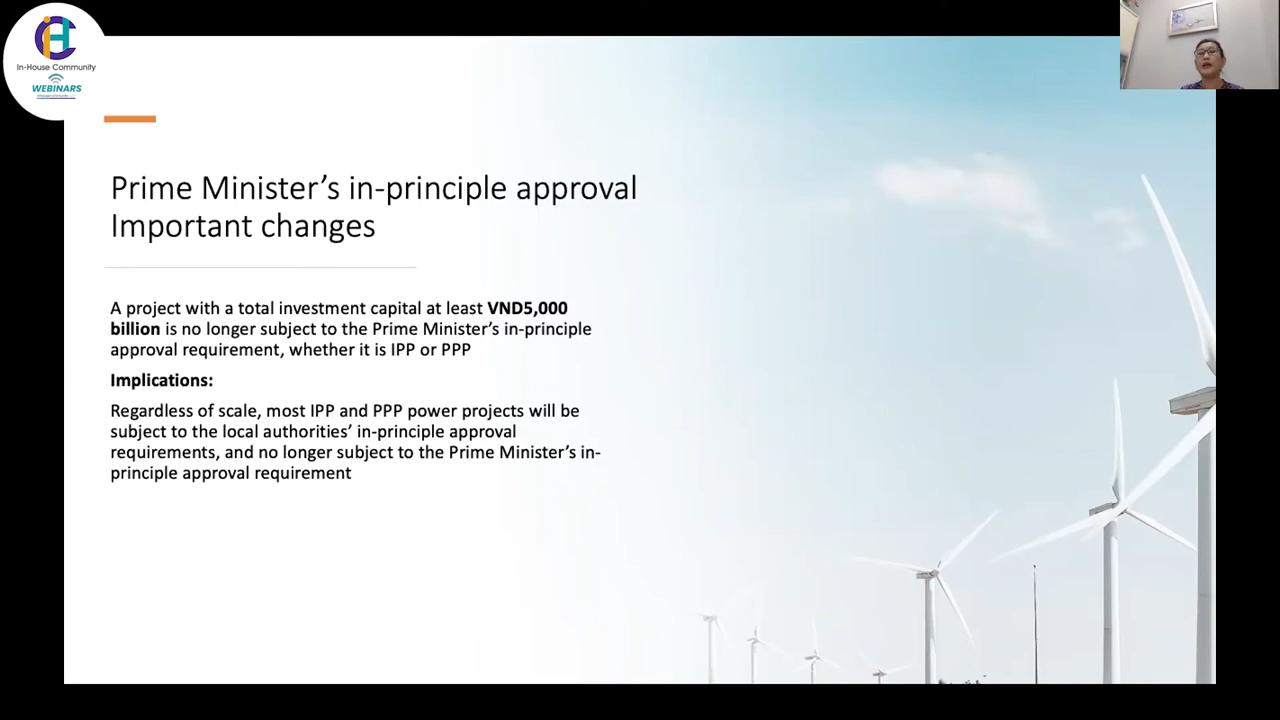 In-House Community
WEBINARS
Prime Minister's in-principle approval
Important changes
A project with a total investment capital at least VND5,000
billion is no longer subject to the Prime Minister's in-principle
approval requirement, whether it is IPP or PPP
Implications:
Regardless of scale, most IPP and PPP power projects will be
subject to the local authorities' in-principle approval
requirements, and no longer subject to the Prime Minister's in-
principle approval requirement